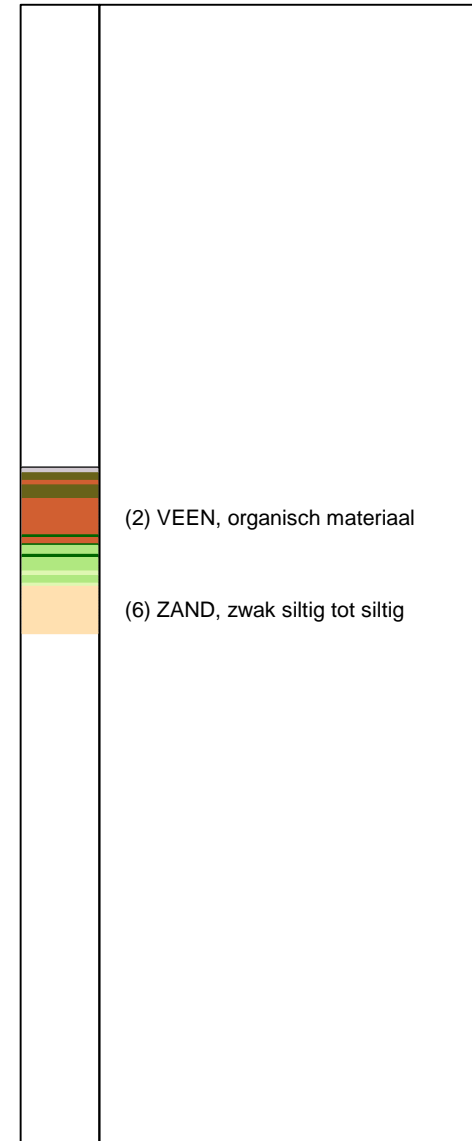 (2) VEEN, organisch materiaal
(6) ZAND, zwak siltig tot siltig